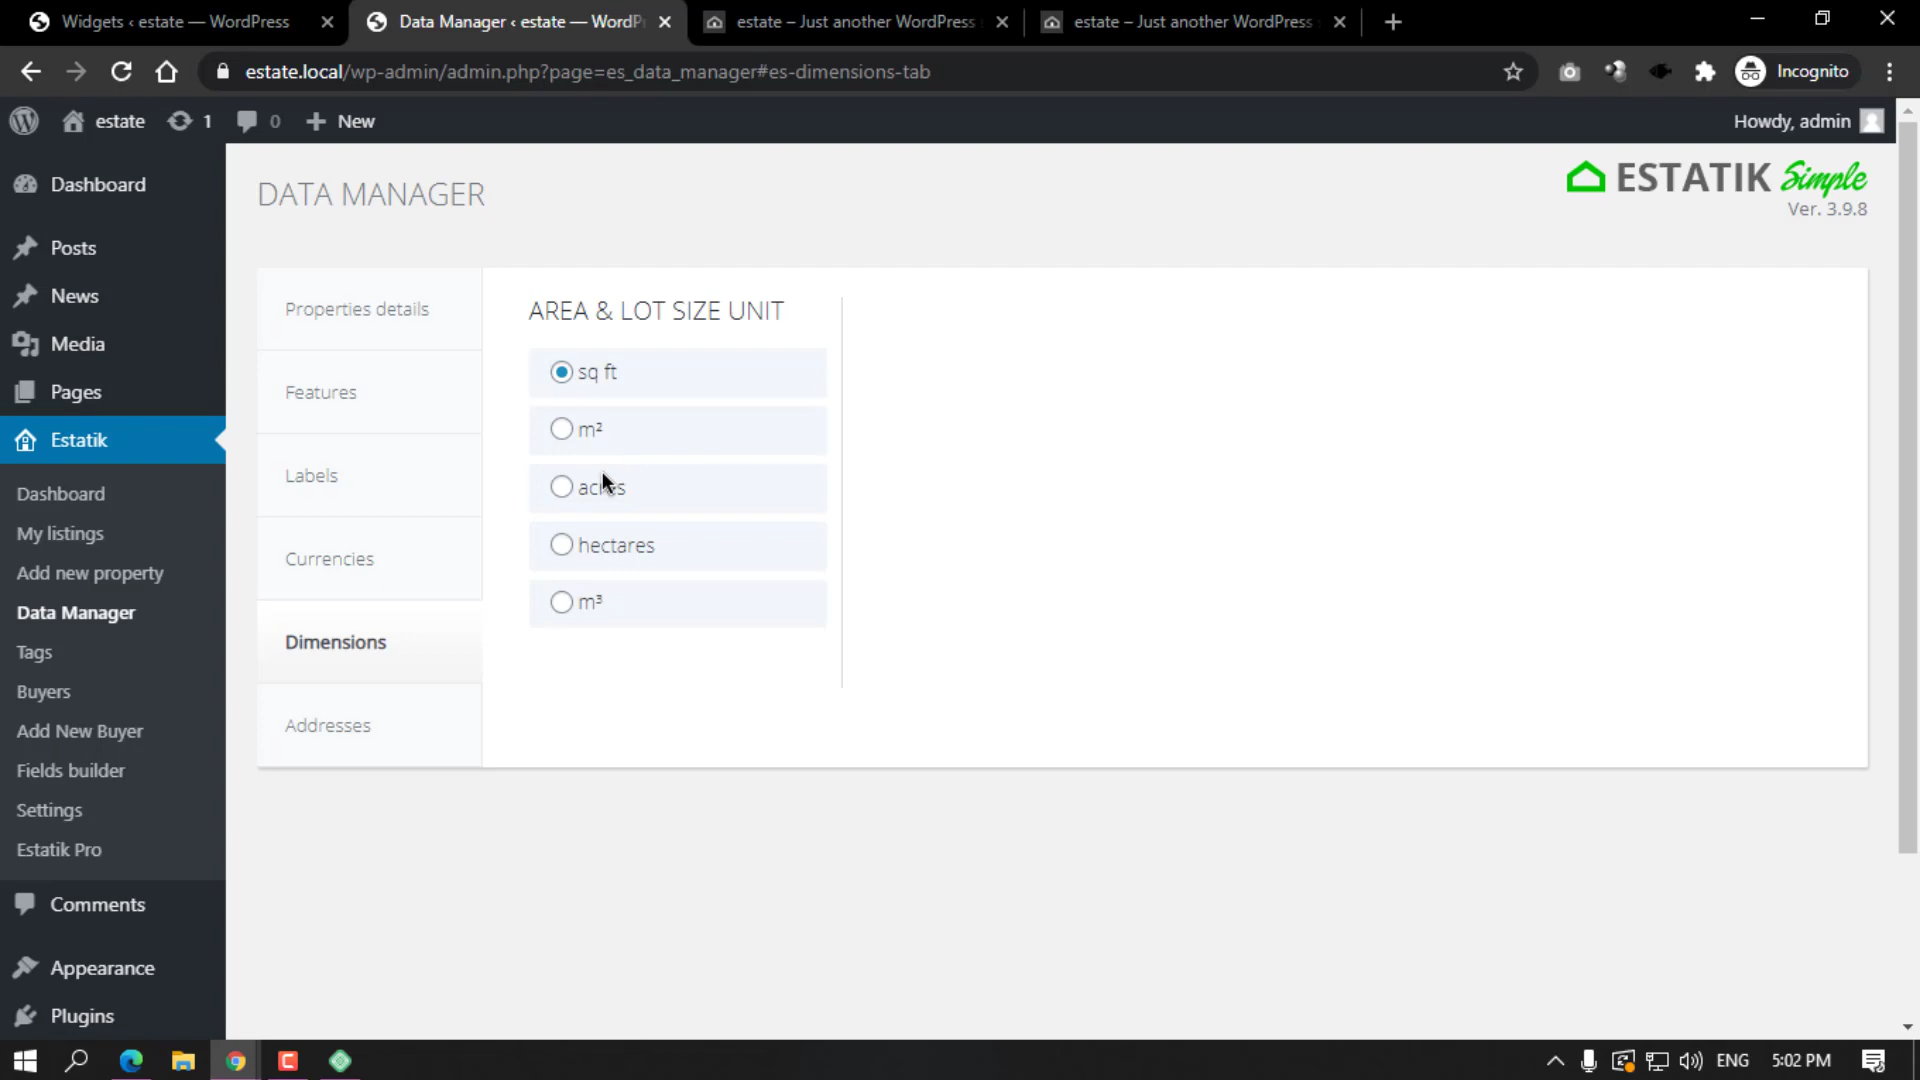 Widgets ‹ estate — WordPress
Data Manager ‹ estate — WordP
estate – Just another WordPress
estate – Just another WordPress
estate.local/wp-admin/admin.php?page=es_data_manager#es-dimensions-tab
Incognito
estate
1
0
New
Howdy, admin
Dashboard
Posts
News
Media
Pages
Estatik
Dashboard
My listings
Add new property
Data Manager
Tags
Buyers
Add New Buyer
Fields builder
Settings
Estatik Pro
Comments
Appearance
Plugins
DATA MANAGER
ESTATIK Simple
Ver. 3.9.8
Properties details
Features
Labels
Currencies
Dimensions
Addresses
AREA & LOT SIZE UNIT
sq ft
m²
acres
hectares
m³
ENG
5:02 PM